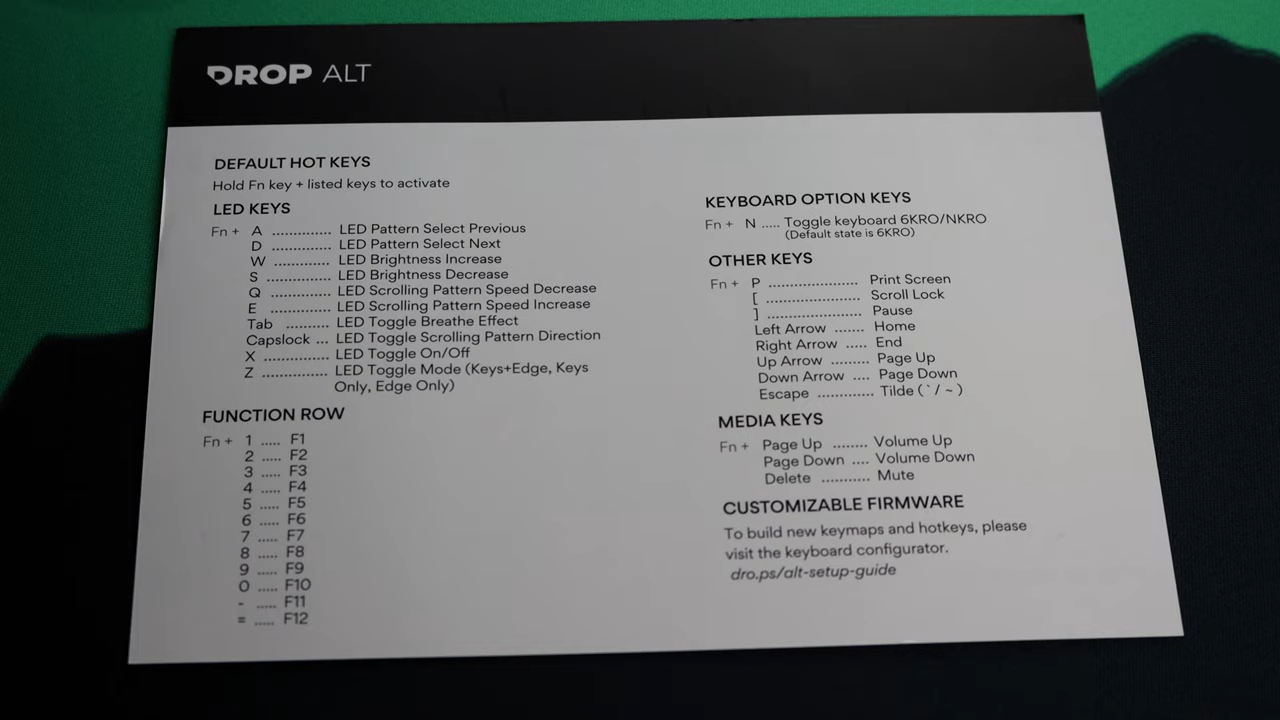 DROP ALT
DEFAULT HOT KEYS
Hold Fn key + listed keys to activate
LED KEYS
Fn + A .............. LED Pattern Select Previous
D .............. LED Pattern Select Next
W .............. LED Brightness Increase
S .............. LED Brightness Decrease
Q .............. LED Scrolling Pattern Speed Decrease
E .............. LED Scrolling Pattern Speed Increase
Tab .......... LED Toggle Breathe Effect
Capslock ... LED Toggle Scrolling Pattern Direction
X ............... LED Toggle On/Off
Z ............... LED Toggle Mode (Keys+Edge, Keys
Only, Edge Only)
FUNCTION ROW
Fn + 1 ..... F1
2 ..... F2
3 ..... F3
4 ..... F4
5 ..... F5
6 ..... F6
7 ..... F7
8 ..... F8
9 ..... F9
0 ..... F10
- ..... F11
= ..... F12
KEYBOARD OPTION KEYS
Fn + N ..... Toggle keyboard 6KRO/NKRO
(Default state is 6KRO)
OTHER KEYS
Fn + P ...................... Print Screen
[ ....................... Scroll Lock
] ....................... Pause
Left Arrow ....... Home
Right Arrow ..... End
Up Arrow ......... Page Up
Down Arrow .... Page Down
Escape ............. Tilde ( ` / ~ )
MEDIA KEYS
Fn + Page Up ........ Volume Up
Page Down .... Volume Down
Delete ........... Mute
CUSTOMIZABLE FIRMWARE
To build new keymaps and hotkeys, please
visit the keyboard configurator.
dro.ps/alt-setup-guide